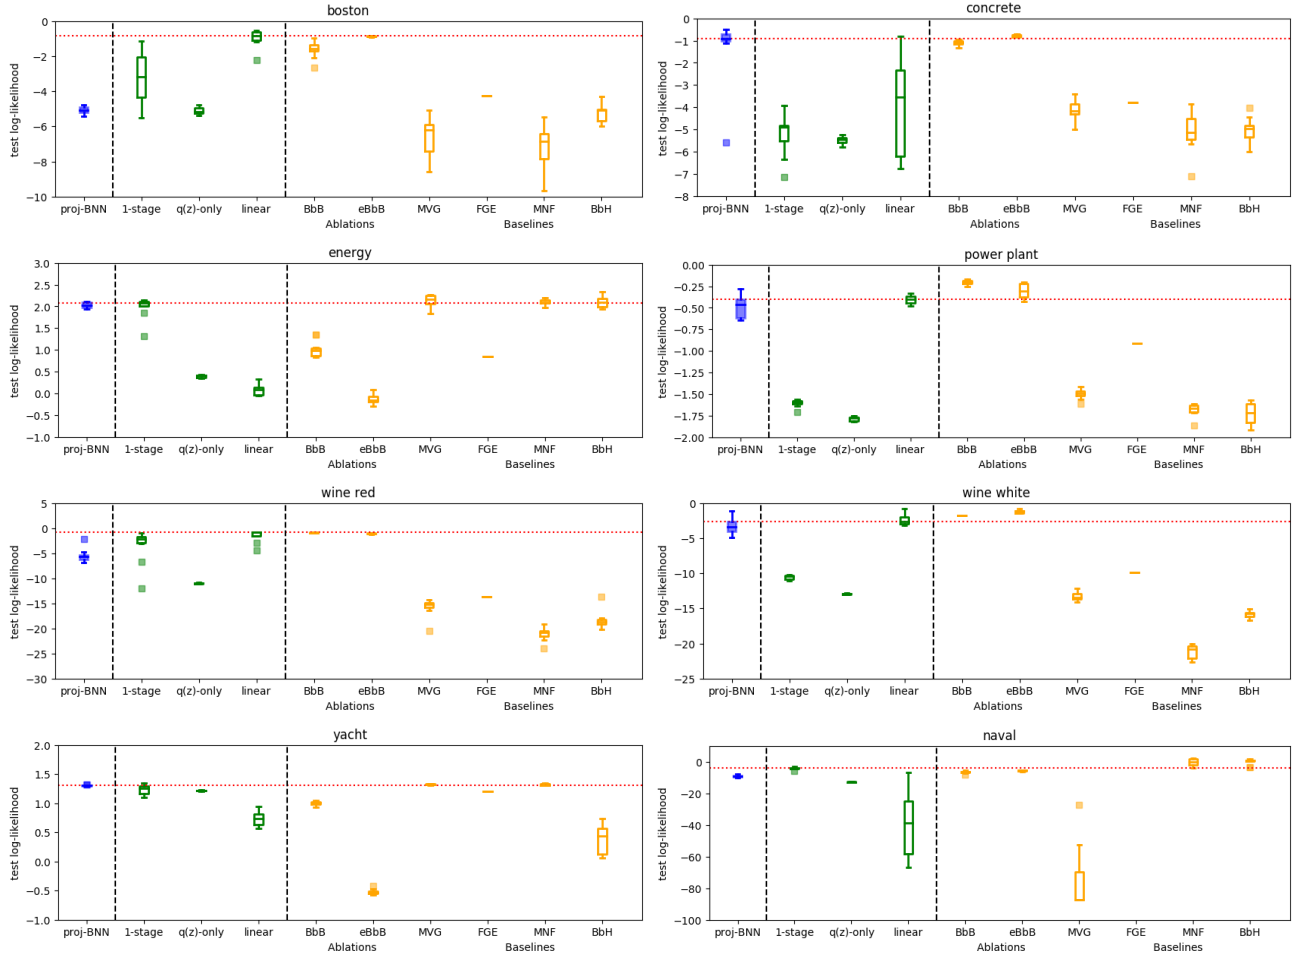 boston
test log-likelihood
0
−2
−4
−6
−8
−10
proj-BNN 1-stage q(z)-only linear BbB eBbB MVG FGE MNF BbH
Ablations Baselines
concrete
test log-likelihood
0
−1
−2
−3
−4
−5
−6
−7
−8
proj-BNN 1-stage q(z)-only linear BbB eBbB MVG FGE MNF BbH
Ablations Baselines
energy
test log-likelihood
3.0
2.5
2.0
1.5
1.0
0.5
0.0
−0.5
−1.0
proj-BNN 1-stage q(z)-only linear BbB eBbB MVG FGE MNF BbH
Ablations Baselines
power plant
test log-likelihood
0.00
−0.25
−0.50
−0.75
−1.00
−1.25
−1.50
−1.75
−2.00
proj-BNN 1-stage q(z)-only linear BbB eBbB MVG FGE MNF BbH
Ablations Baselines
wine red
test log-likelihood
5
0
−5
−10
−15
−20
−25
−30
proj-BNN 1-stage q(z)-only linear BbB eBbB MVG FGE MNF BbH
Ablations Baselines
wine white
test log-likelihood
0
−5
−10
−15
−20
−25
proj-BNN 1-stage q(z)-only linear BbB eBbB MVG FGE MNF BbH
Ablations Baselines
yacht
test log-likelihood
2.0
1.5
1.0
0.5
0.0
−0.5
−1.0
proj-BNN 1-stage q(z)-only linear BbB eBbB MVG FGE MNF BbH
Ablations Baselines
naval
test log-likelihood
0
−20
−40
−60
−80
−100
proj-BNN 1-stage q(z)-only linear BbB eBbB MVG FGE MNF BbH
Ablations Baselines